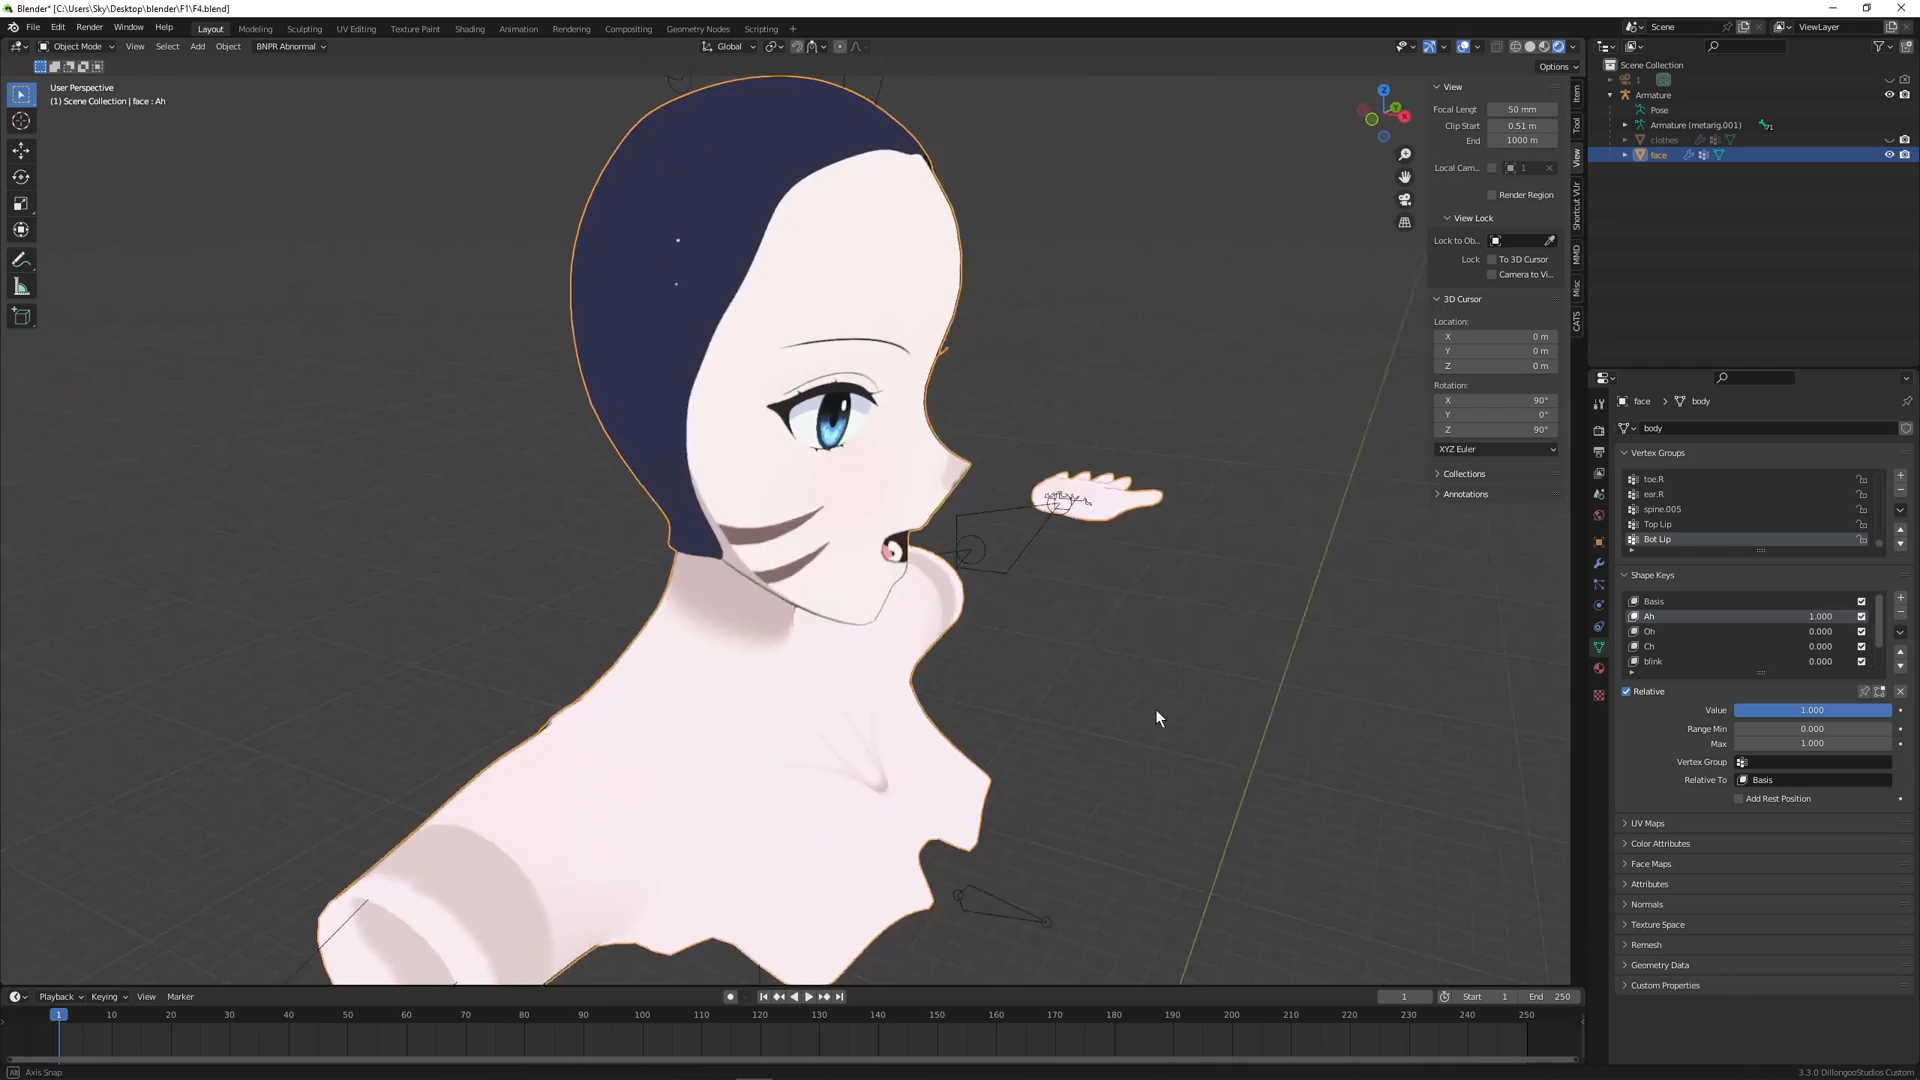 Blender* [C:\Users\Sky\Desktop\blender\F1\F4.blend]
File Edit Render Window Help Layout Modeling Sculpting UV Editing Texture Paint Shading Animation Rendering Compositing Geometry Nodes Scripting + Scene ViewLayer
Object Mode View Select Add Object BNPR Abnormal Global
Options
User Perspective
(1) Scene Collection | face : Ah
View
Focal Lengt 50 mm
Clip Start 0.51 m
End 1000 m
Local Cam... 1
Render Region
View Lock
Lock to Ob...
Lock To 3D Cursor
Camera to Vi...
3D Cursor
Location:
X 0 m
Y 0 m
Z 0 m
Rotation:
X 90°
Y 0°
Z 90°
XYZ Euler
Collections
Annotations
Item
Tool
View
Shortcut VUr
MMD
Misc
CATS
Scene Collection
1
Armature
Pose
Armature (metarig.001) 71
clothes
face
face > body
body
Vertex Groups
toe.R
ear.R
spine.005
Top Lip
Bot Lip
Shape Keys
Basis
Ah 1.000
Oh 0.000
Ch 0.000
blink 0.000
Relative
Value 1.000
Range Min 0.000
Max 1.000
Vertex Group
Relative To Basis
Add Rest Position
UV Maps
Color Attributes
Face Maps
Attributes
Normals
Texture Space
Remesh
Geometry Data
Custom Properties
Playback Keying View Marker 1 Start 1 End 250
1 10 20 30 40 50 60 70 80 90 100 110 120 130 140 150 160 170 180 190 200 210 220 230 240 250
Alt Axis Snap 3.3.0 DillongooStudios Custom